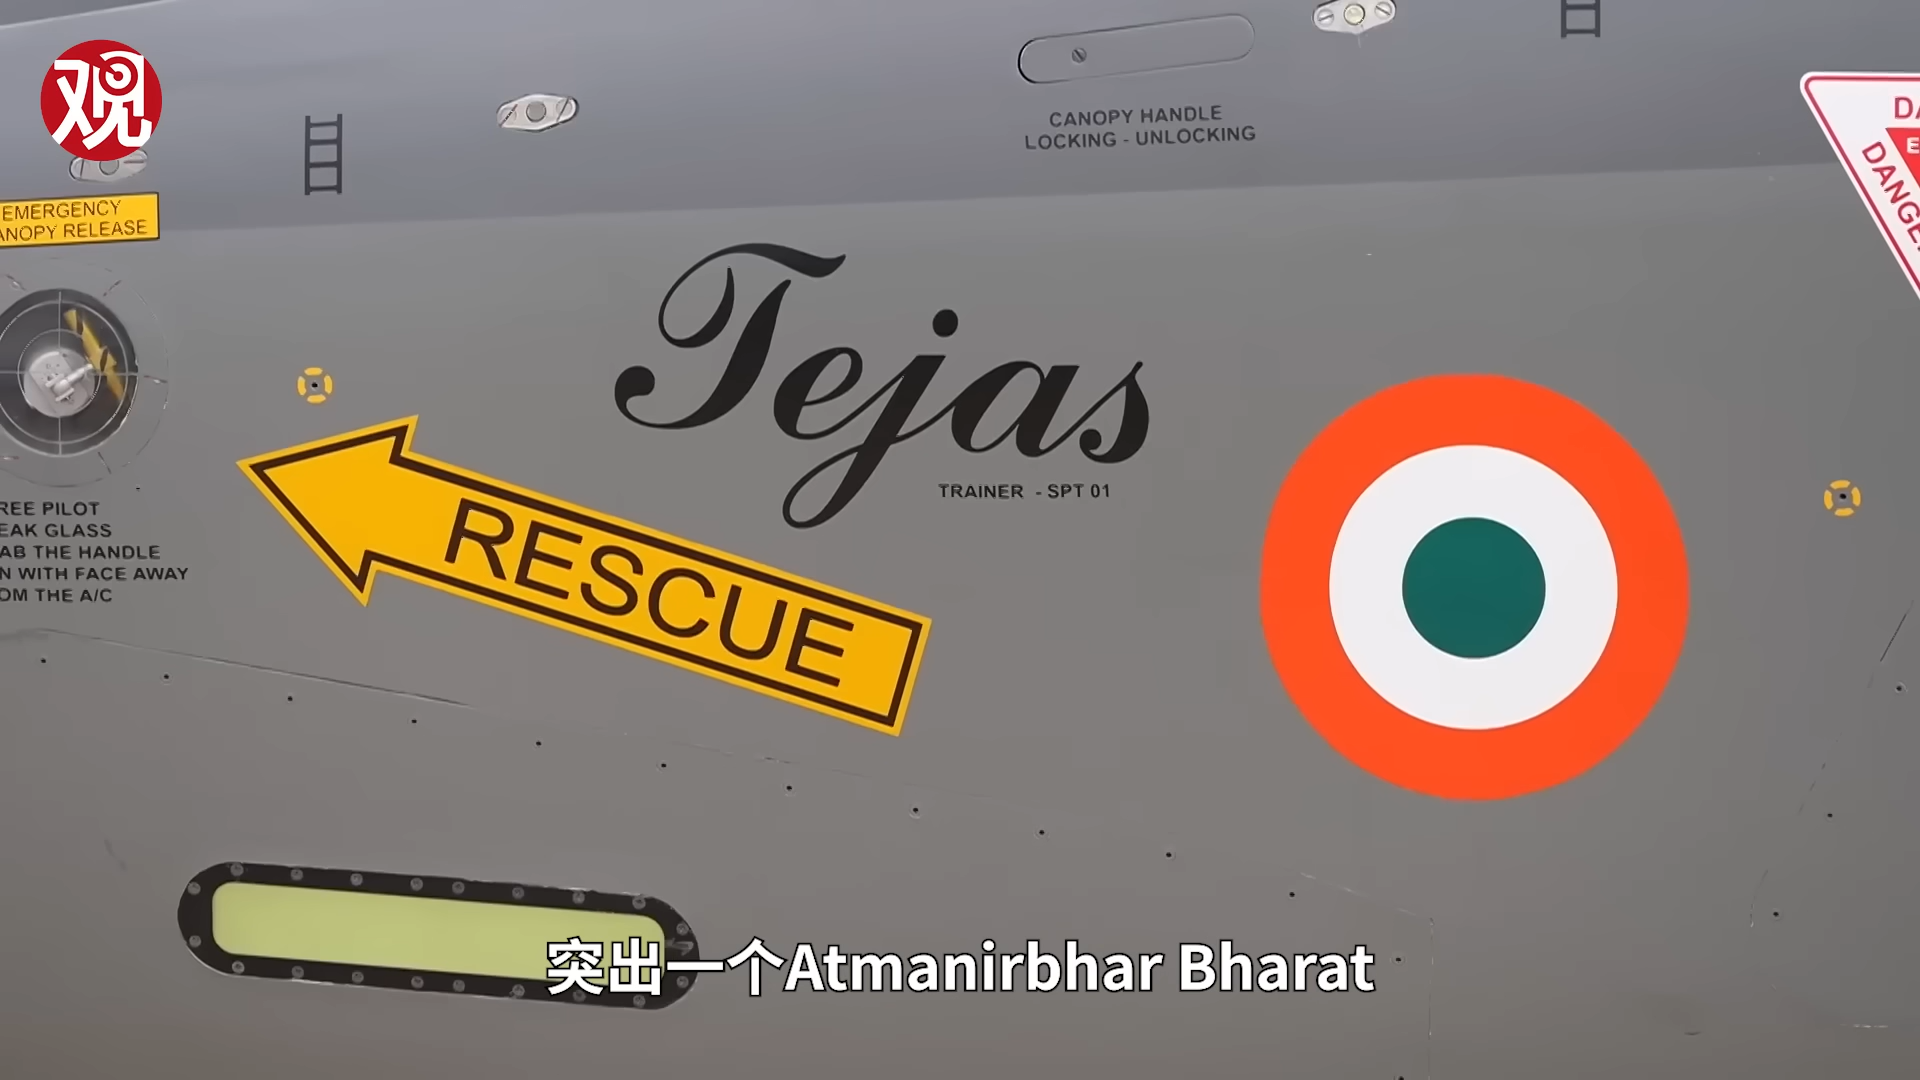 观
CANOPY HANDLE
LOCKING - UNLOCKING
EMERGENCY
ANOPY RELEASE
DANGE
Tejas
TRAINER - SPT 01
RESCUE
REE PILOT
EAK GLASS
AB THE HANDLE
N WITH FACE AWAY
OM THE A/C
突出一个Atmanirbhar Bharat